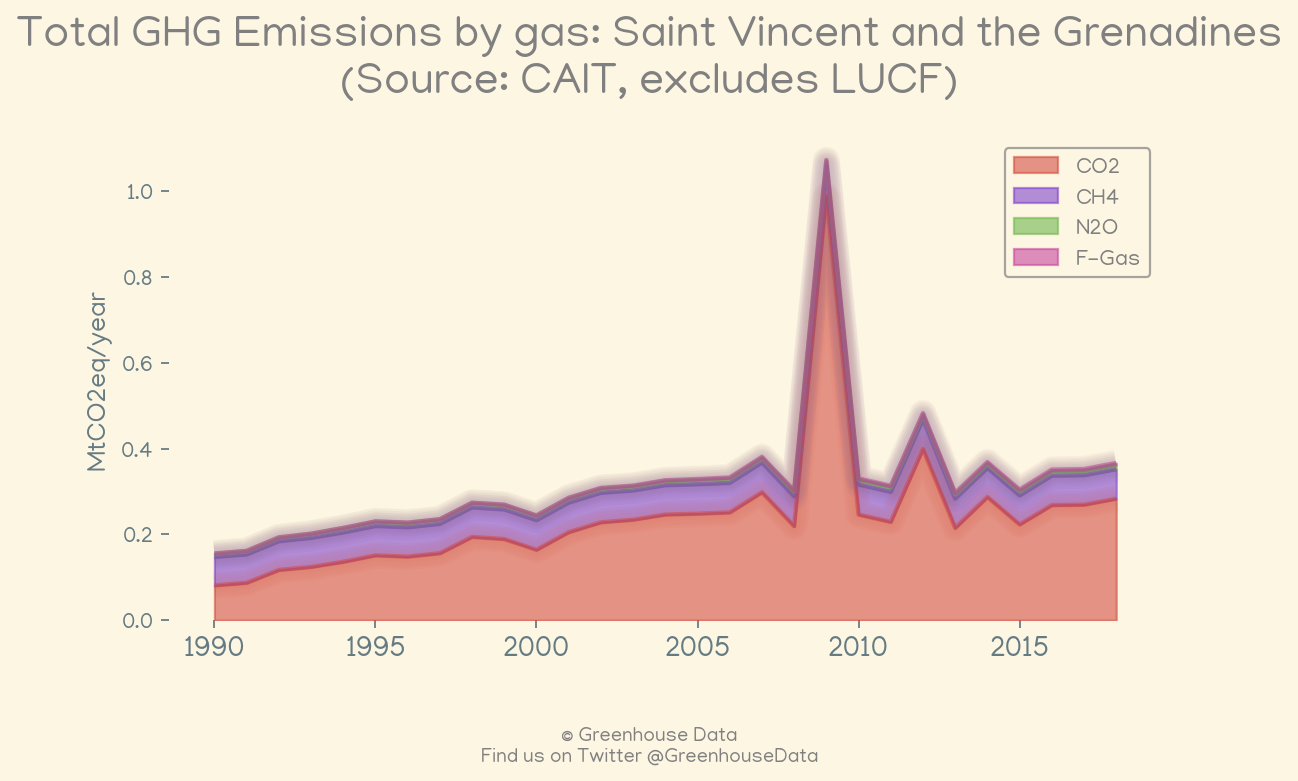 Total GHG Emissions by gas: Saint Vincent and the Grenadines
(Source: CAIT, excludes LUCF)
CO2
CH4
N2O
F-Gas
MtCO2eq/year
1.0
0.8
0.6
0.4
0.2
0.0
1990 1995 2000 2005 2010 2015
© Greenhouse Data
Find us on Twitter @GreenhouseData